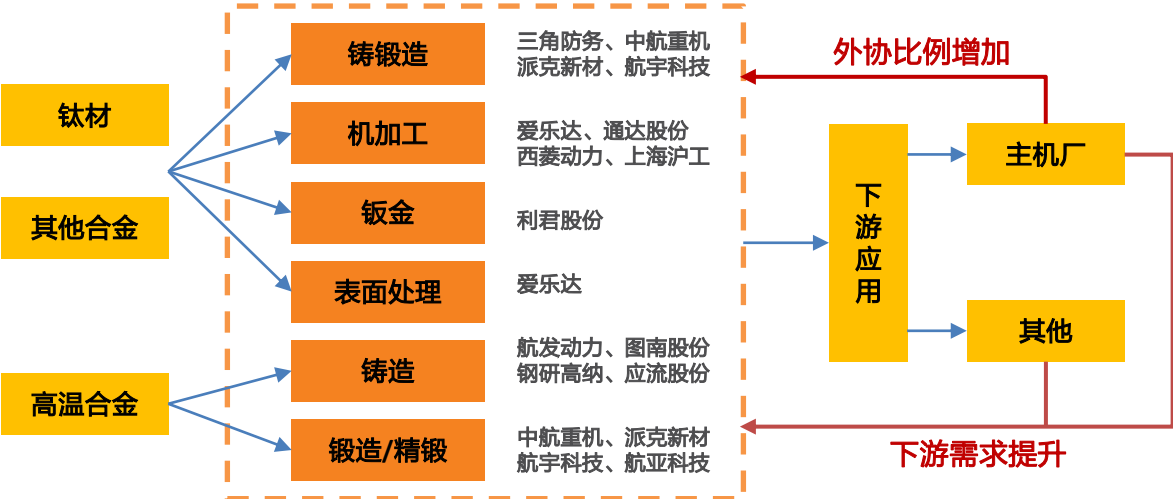 钛材
其他合金
高温合金
铸锻造
三角防务、中航重机
派克新材、航宇科技
机加工
爱乐达、通达股份
西菱动力、上海沪工
钣金
利君股份
表面处理
爱乐达
铸造
航发动力、图南股份
钢研高纳、应流股份
锻造/精锻
中航重机、派克新材
航宇科技、航亚科技
下
游
应
用
外协比例增加
主机厂
其他
下游需求提升